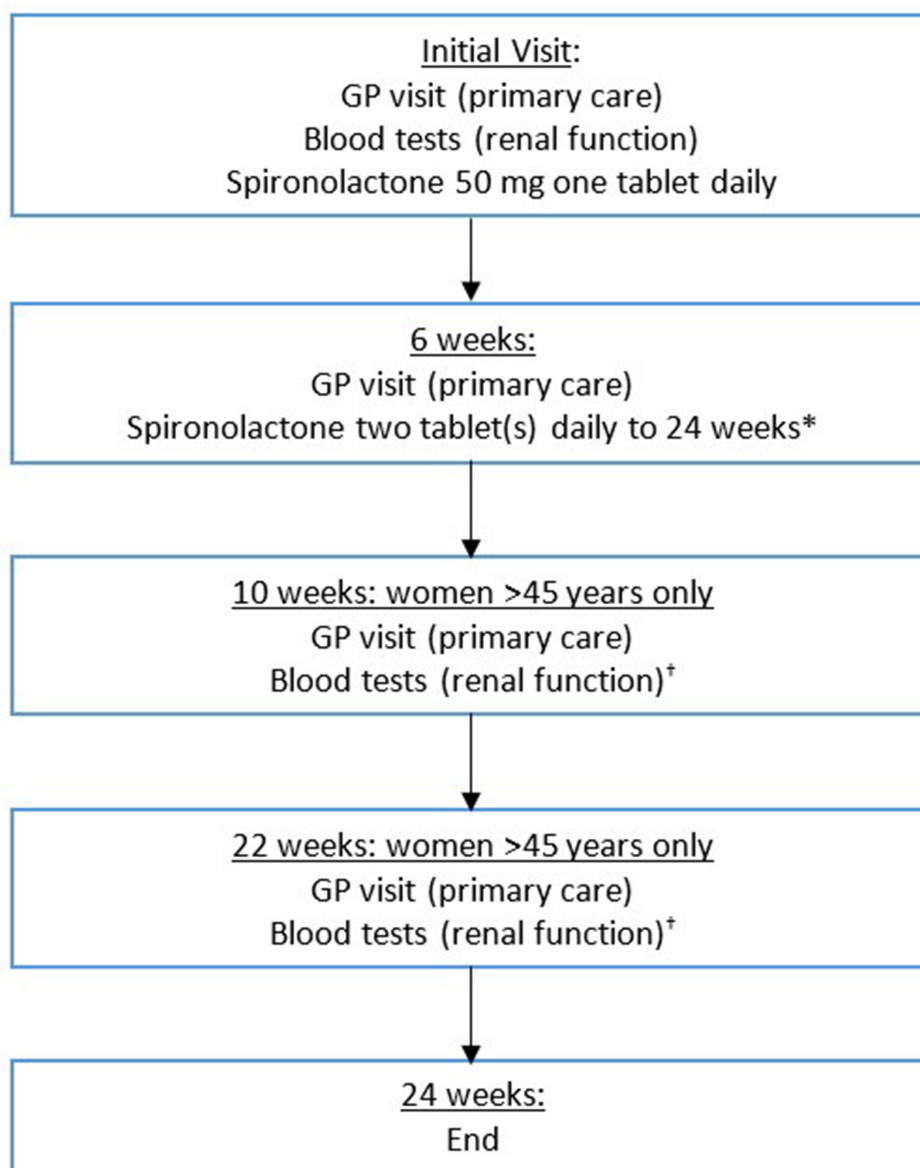 Initial Visit:
GP visit (primary care)
Blood tests (renal function)
Spironolactone 50 mg one tablet daily
6 weeks:
GP visit (primary care)
Spironolactone two tablet(s) daily to 24 weeks*
10 weeks: women >45 years only
GP visit (primary care)
Blood tests (renal function)†
22 weeks: women >45 years only
GP visit (primary care)
Blood tests (renal function)†
24 weeks:
End